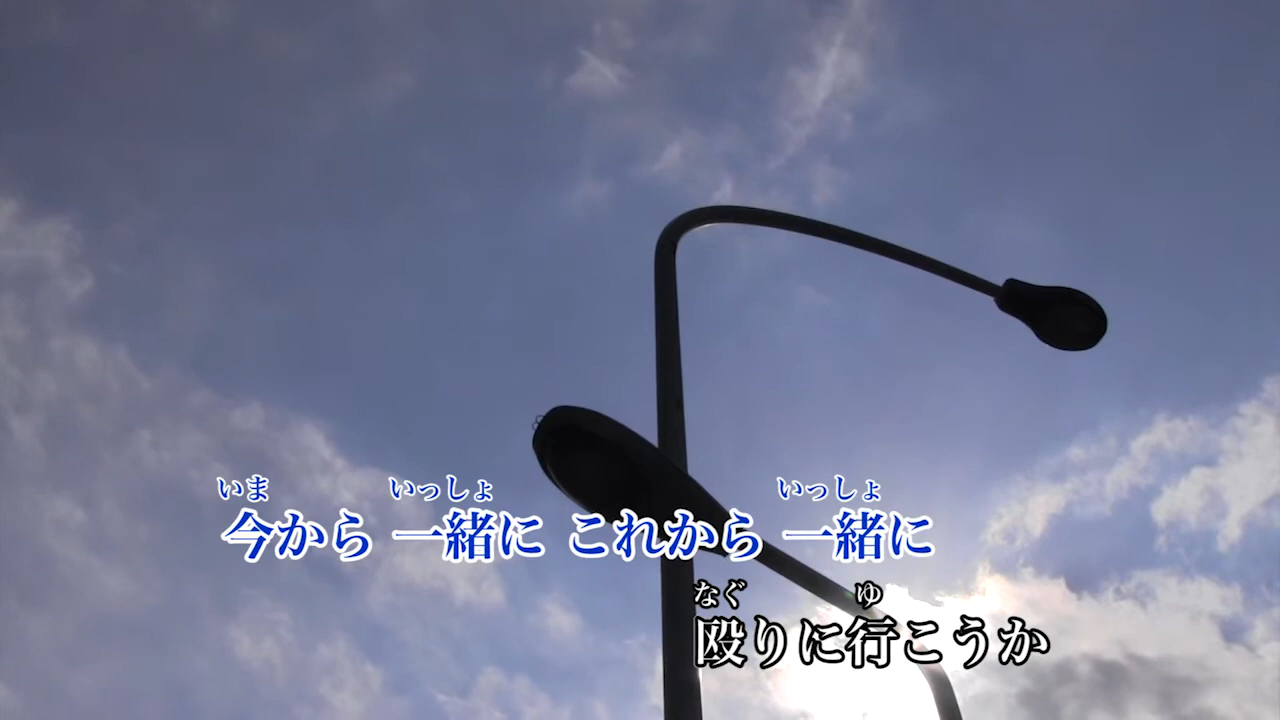 いま いっしょ いっしょ
今から 一緒に これから 一緒に
なぐ ゆ
殴りに行こうか